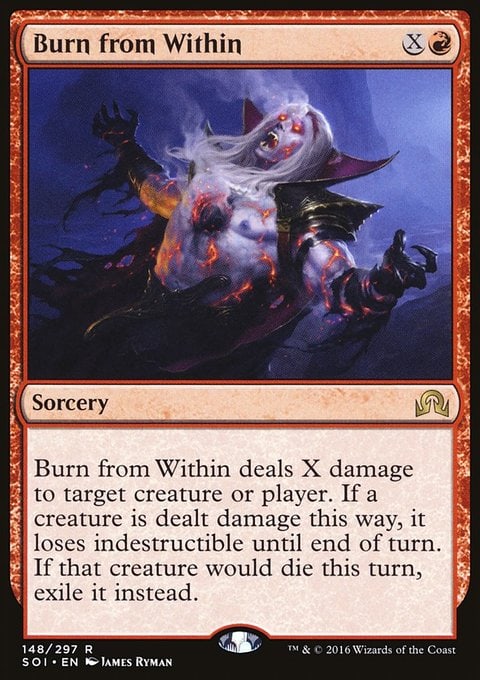 Burn from Within X
Sorcery
Burn from Within deals X damage
to target creature or player. If a
creature is dealt damage this way, it
loses indestructible until end of turn.
If that creature would die this turn,
exile it instead.
148/297 R
SOI • EN James Ryman
™ & © 2016 Wizards of the Coast